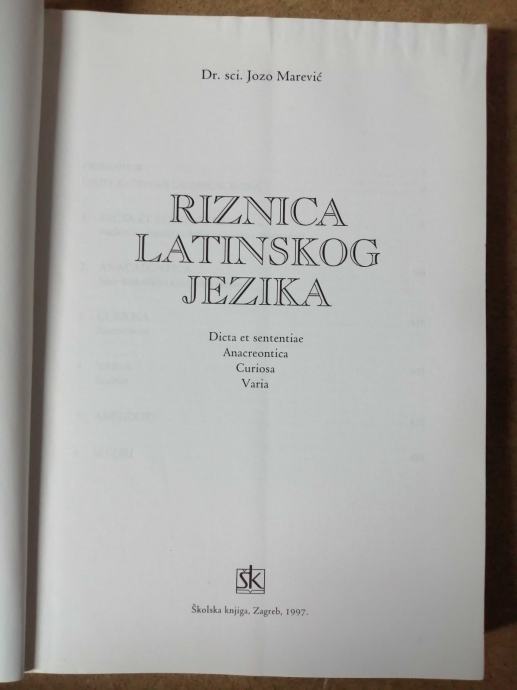 Dr. sci. Jozo Marević
RIZNICA
LATINSKOG
JEZIKA
Dicta et sententiae
Anacreontica
Curiosa
Varia
šk
Školska knjiga, Zagreb, 1997.